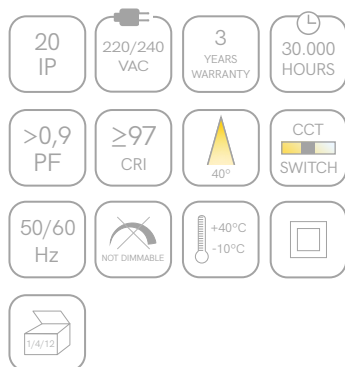 20
IP
220/240
VAC
3
YEARS
WARRANTY
30.000
HOURS
>0,9
PF
≥97
CRI
40º
CCT
SWITCH
50/60
Hz
NOT DIMMABLE
+40ºC
-10ºC
1/4/12